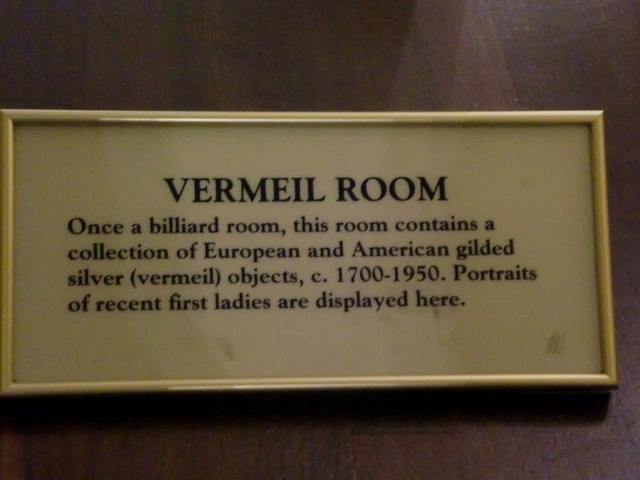 VERMEIL ROOM
Once a billiard room, this room contains a
collection of European and American gilded
silver (vermeil) objects, c. 1700-1950. Portraits
of recent first ladies are displayed here.